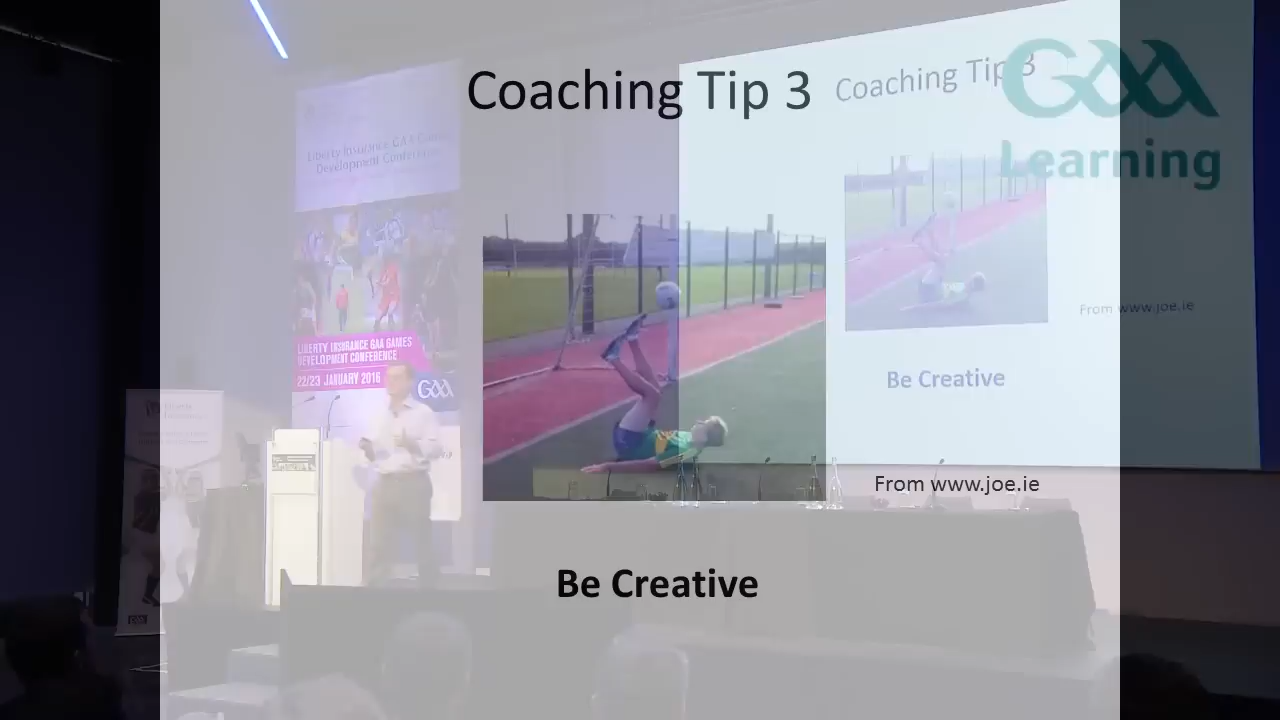 Coaching Tip 3
Coaching Tip 3
GAA
Learning
Liberty Insurance GAA Games
Development Conference
LIBERTY INSURANCE GAA GAMES
DEVELOPMENT CONFERENCE
22/23 JANUARY 2016
GAA
From www.joe.ie
Be Creative
From www.joe.ie
Be Creative